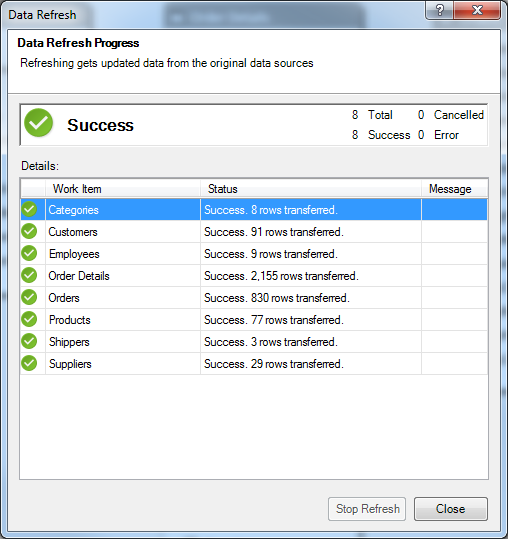 Data Refresh
Data Refresh Progress
Refreshing gets updated data from the original data sources
Success
8 Total 0 Cancelled
8 Success 0 Error
Details:
Work Item Status Message
Categories Success. 8 rows transferred.
Customers Success. 91 rows transferred.
Employees Success. 9 rows transferred.
Order Details Success. 2,155 rows transferred.
Orders Success. 830 rows transferred.
Products Success. 77 rows transferred.
Shippers Success. 3 rows transferred.
Suppliers Success. 29 rows transferred.
Stop Refresh Close